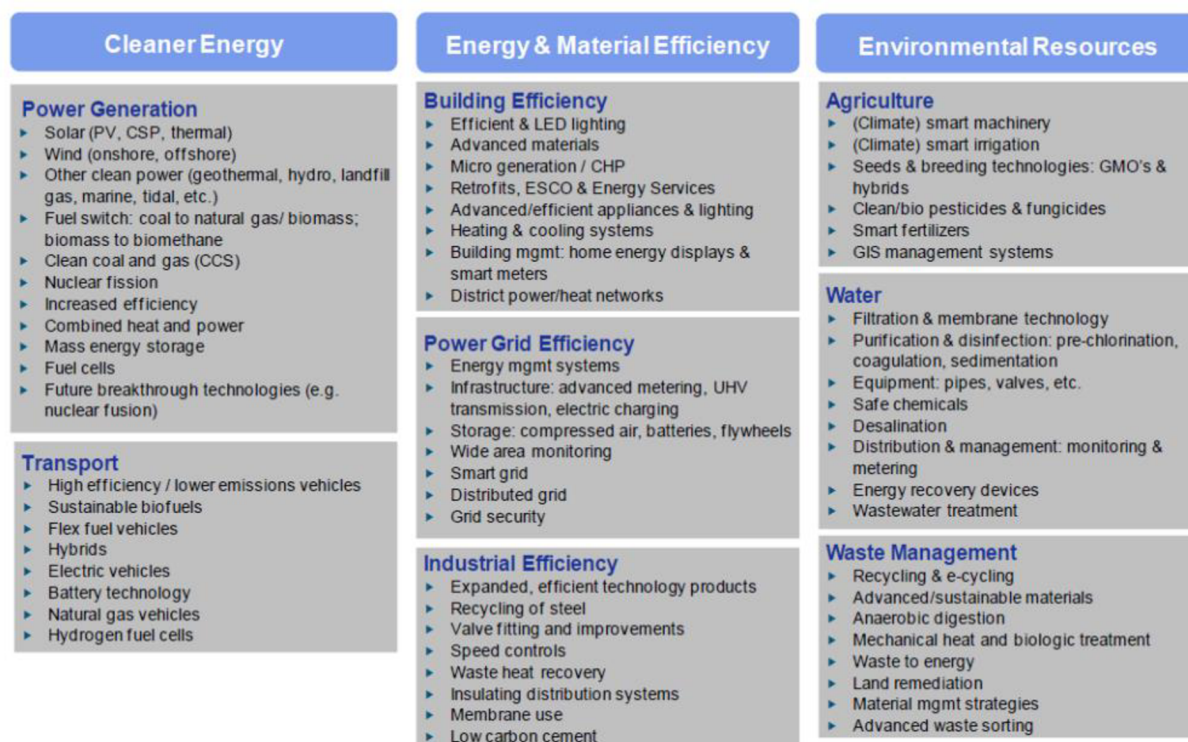 Cleaner Energy
Power Generation
► Solar (PV, CSP, thermal)
► Wind (onshore, offshore)
► Other clean power (geothermal, hydro, landfill
gas, marine, tidal, etc.)
► Fuel switch: coal to natural gas/ biomass;
biomass to biomethane
► Clean coal and gas (CCS)
► Nuclear fission
► Increased efficiency
► Combined heat and power
► Mass energy storage
► Fuel cells
► Future breakthrough technologies (e.g.
nuclear fusion)
Transport
► High efficiency / lower emissions vehicles
► Sustainable biofuels
► Flex fuel vehicles
► Hybrids
► Electric vehicles
► Battery technology
► Natural gas vehicles
► Hydrogen fuel cells
Energy & Material Efficiency
Building Efficiency
► Efficient & LED lighting
► Advanced materials
► Micro generation / CHP
► Retrofits, ESCO & Energy Services
► Advanced/efficient appliances & lighting
► Heating & cooling systems
► Building mgmt: home energy displays &
smart meters
► District power/heat networks
Power Grid Efficiency
► Energy mgmt systems
► Infrastructure: advanced metering, UHV
transmission, electric charging
► Storage: compressed air, batteries, flywheels
► Wide area monitoring
► Smart grid
► Distributed grid
► Grid security
Industrial Efficiency
► Expanded, efficient technology products
► Recycling of steel
► Valve fitting and improvements
► Speed controls
► Waste heat recovery
► Insulating distribution systems
► Membrane use
► Low carbon cement
Environmental Resources
Agriculture
► (Climate) smart machinery
► (Climate) smart irrigation
► Seeds & breeding technologies: GMO's &
hybrids
► Clean/bio pesticides & fungicides
► Smart fertilizers
► GIS management systems
Water
► Filtration & membrane technology
► Purification & disinfection: pre-chlorination,
coagulation, sedimentation
► Equipment: pipes, valves, etc.
► Safe chemicals
► Desalination
► Distribution & management: monitoring &
metering
► Energy recovery devices
► Wastewater treatment
Waste Management
► Recycling & e-cycling
► Advanced/sustainable materials
► Anaerobic digestion
► Mechanical heat and biologic treatment
► Waste to energy
► Land remediation
► Material mgmt strategies
► Advanced waste sorting